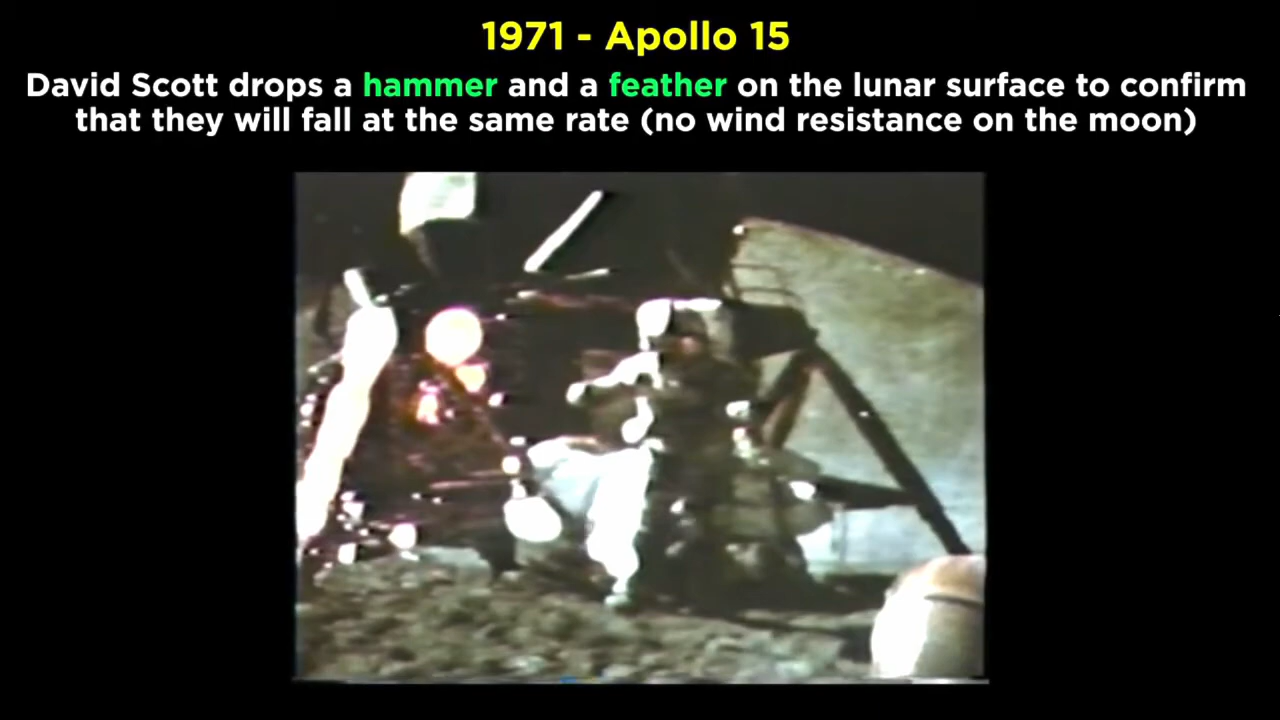 1971 - Apollo 15
David Scott drops a hammer and a feather on the lunar surface to confirm
that they will fall at the same rate (no wind resistance on the moon)